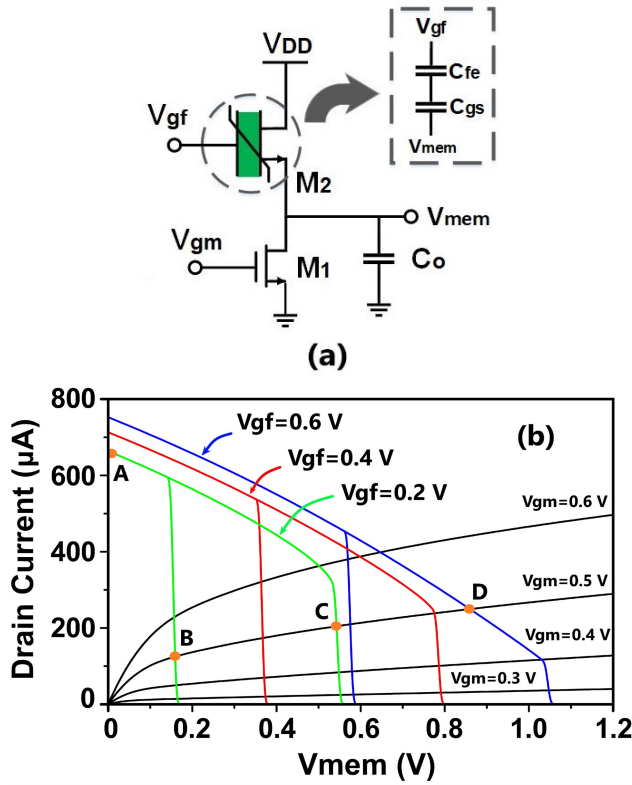 VDD
Vgf
M2
Vgm
M1
Vmem
Co
Vgf
Cfe
Cgs
Vmem
(a)
(b)
Drain Current (μA)
800
600
400
200
0
0
0.2
0.4
0.6
0.8
1.0
1.2
Vmem (V)
Vgf=0.6 V
Vgf=0.4 V
Vgf=0.2 V
Vgm=0.6 V
Vgm=0.5 V
Vgm=0.4 V
Vgm=0.3 V
A
B
C
D